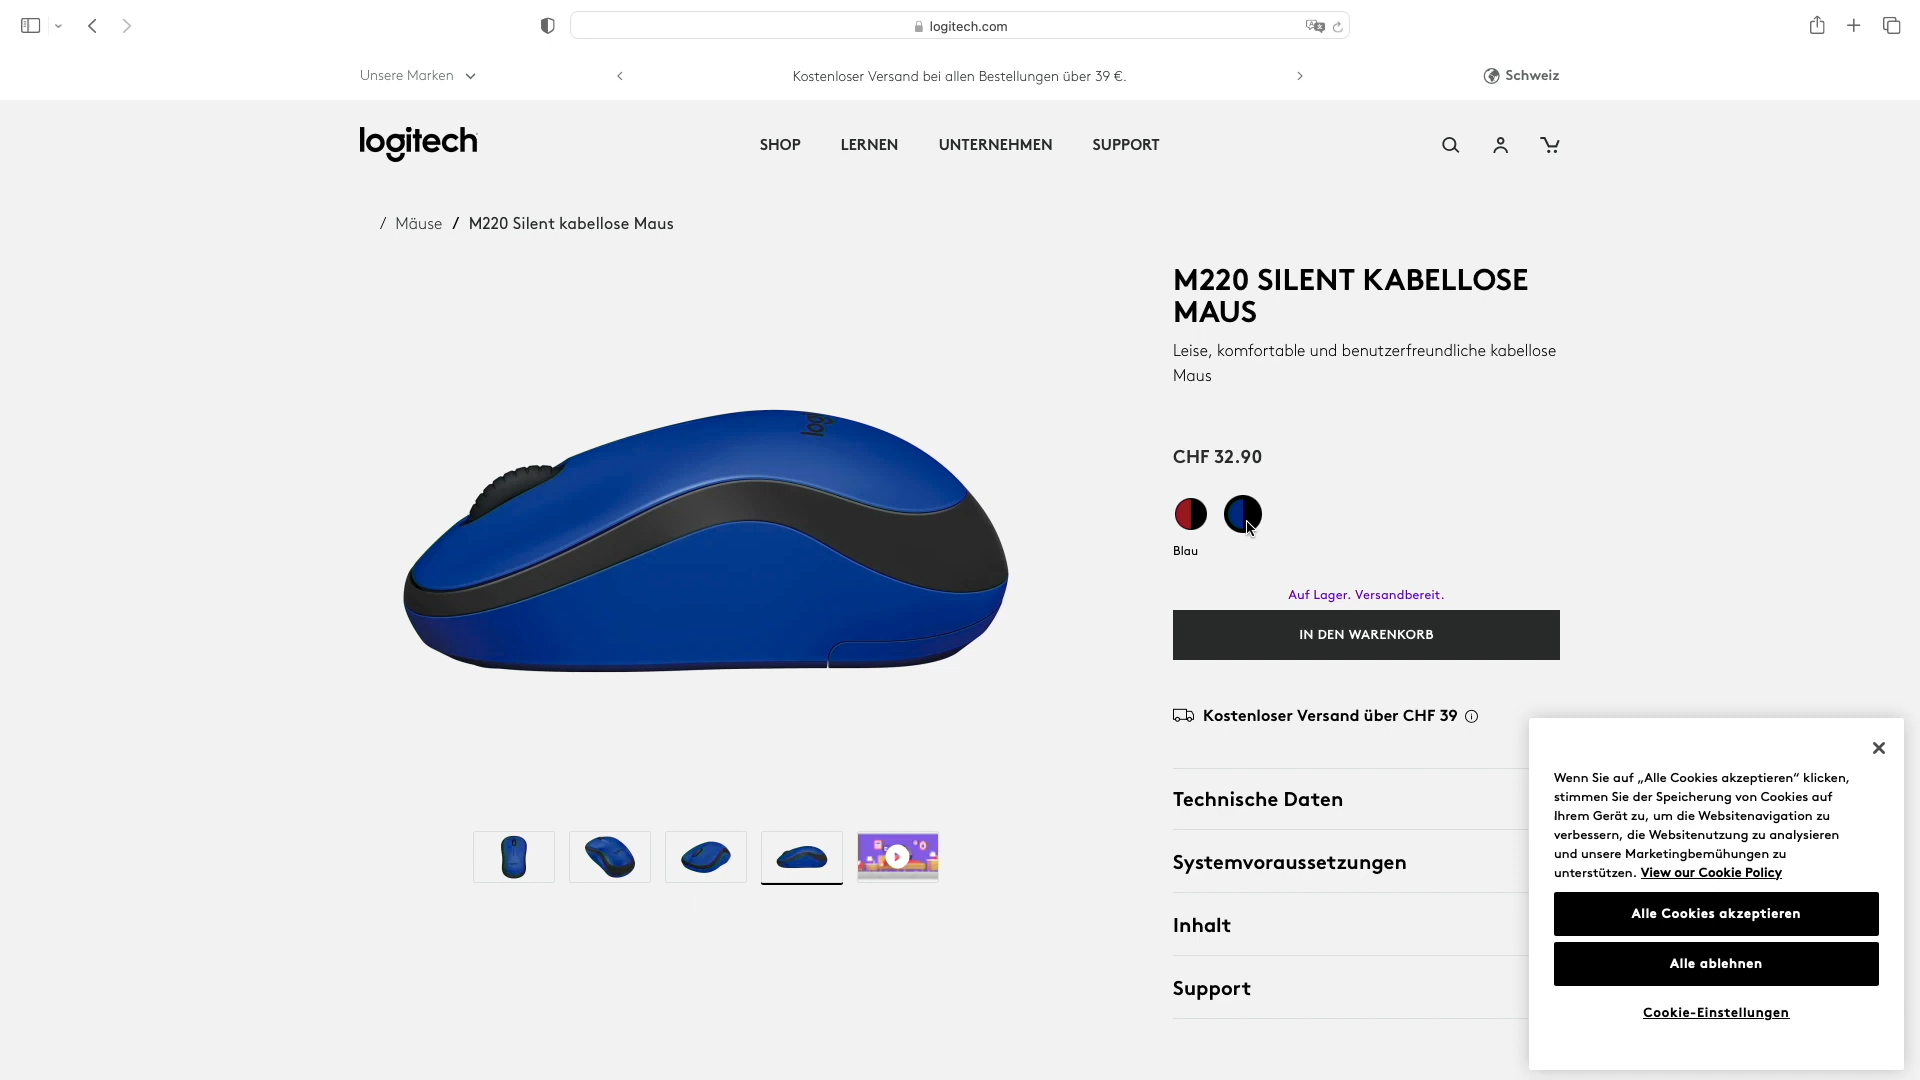 logitech.com
Unsere Marken
Kostenloser Versand bei allen Bestellungen über 39 €.
Schweiz
logitech
SHOP
LERNEN
UNTERNEHMEN
SUPPORT
/ Mäuse / M220 Silent kabellose Maus
M220 SILENT KABELLOSE
MAUS
Leise, komfortable und benutzerfreundliche kabellose
Maus
CHF 32.90
Blau
Auf Lager. Versandbereit.
IN DEN WARENKORB
Kostenloser Versand über CHF 39
Technische Daten
Systemvoraussetzungen
Inhalt
Support
Wenn Sie auf „Alle Cookies akzeptieren“ klicken,
stimmen Sie der Speicherung von Cookies auf
Ihrem Gerät zu, um die Websitenavigation zu
verbessern, die Websitenutzung zu analysieren
und unsere Marketingbemühungen zu
unterstützen. View our Cookie Policy
Alle Cookies akzeptieren
Alle ablehnen
Cookie-Einstellungen